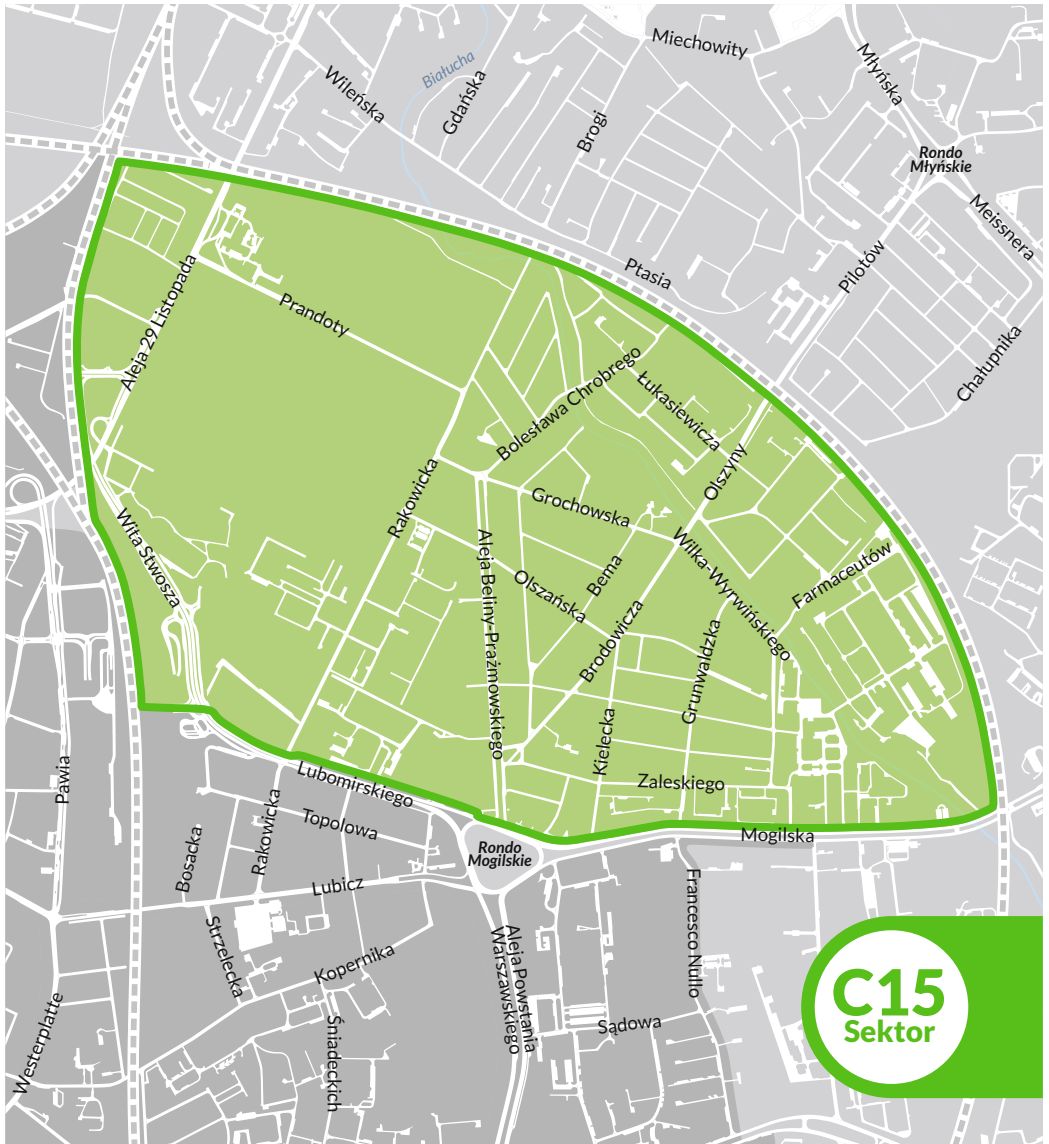 Miechowity
Białucha
Wileńska
Gdańska
Młyńska
Brogi
Rondo
Młyńskie
Meissnera
Ptasia
Pilotów
Aleja 29 Listopada
Prandoty
Chałupnika
Bolesława Chrobrego
Łukasiewicza
Olszyny
Rakowicka
Grochowska
Wita Stwosza
Aleja Beliny-Prażmowskiego
Olszańska
Bema
Wilka-Wyrwińskiego
Farmaceutów
Brodowicza
Grunwaldzka
Kielecka
Zaleskiego
Pawia
Lubomirskiego
Rakowicka
Topolowa
Mogilska
Bosacka
Rondo
Mogilskie
Lubicz
Francesco Nullo
Strzelecka
Kopernika
Aleja Powstania
Warszawskiego
Westerplatte
Śniadeckich
Sądowa
C15
Sektor